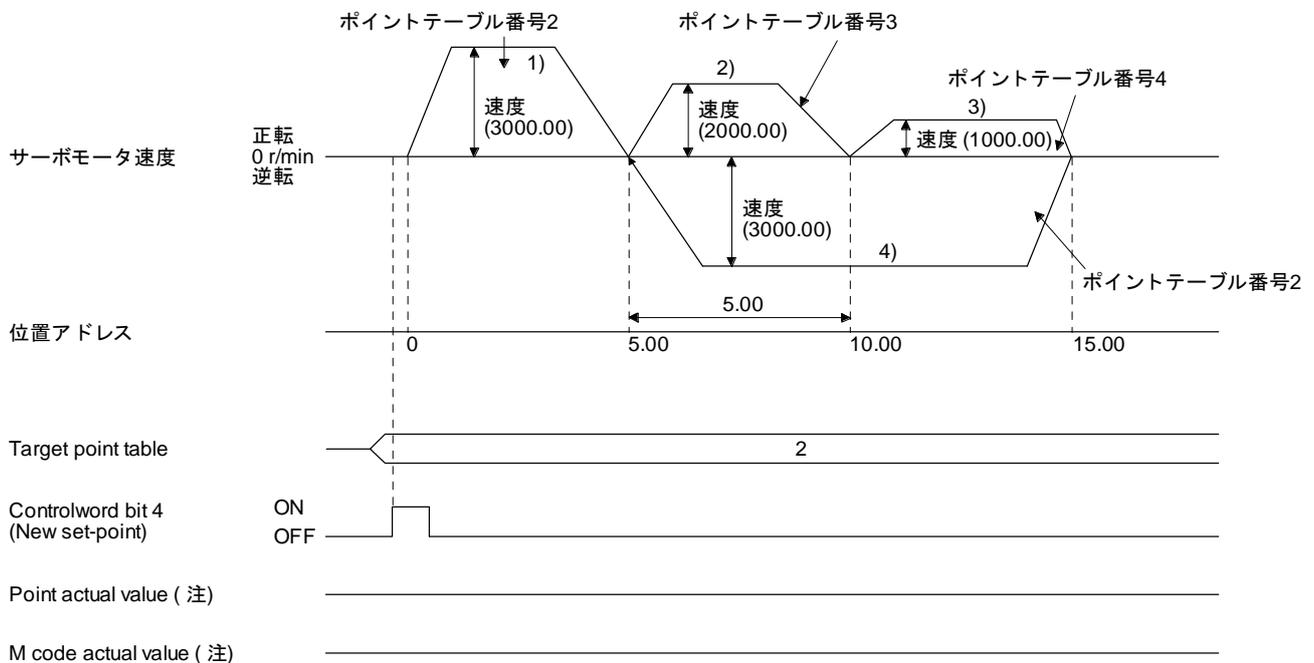 ポイントテーブル番号2
ポイントテーブル番号3
1)
2)
ポイントテーブル番号4
3)
速度
(3000.00)
速度
(2000.00)
速度 (1000.00)
正転
サーボモータ速度
0 r/min
逆転
速度
(3000.00)
4)
ポイントテーブル番号2
5.00
位置アドレス
0
5.00
10.00
15.00
Target point table
2
Controlword bit 4
(New set-point)
ON
OFF
Point actual value ( 注)
M code actual value ( 注)